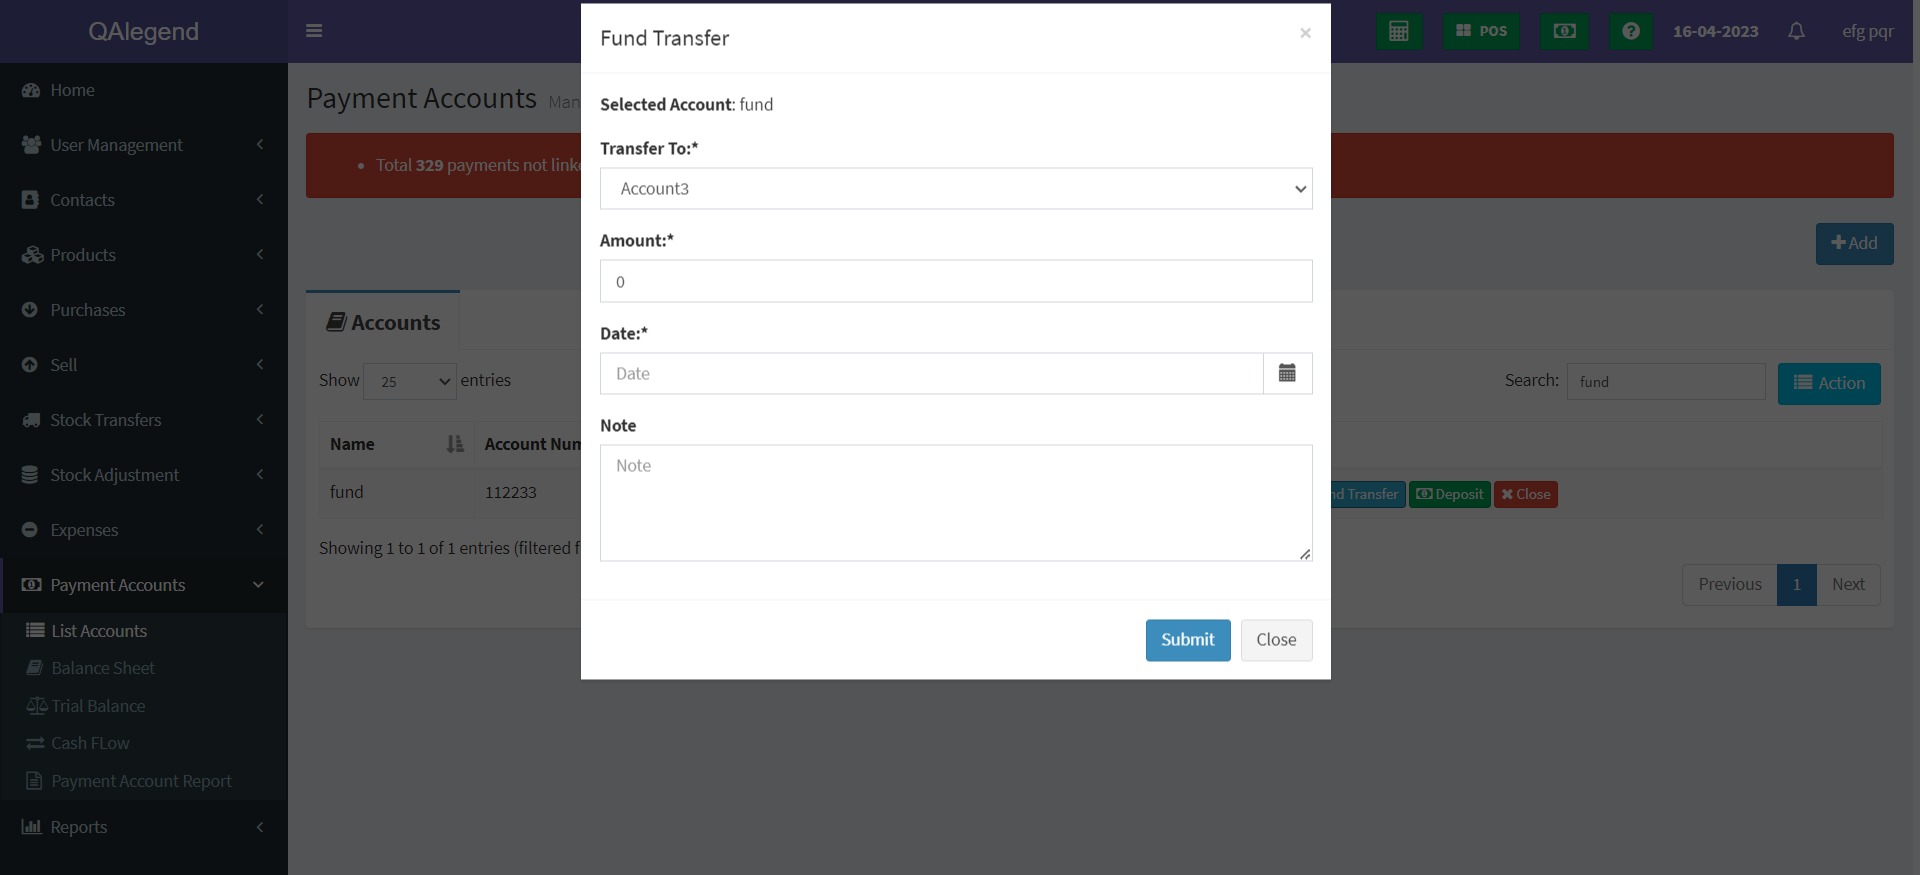 QAlegend
POS
16-04-2023
efg pqr
Home
User Management
Contacts
Products
Purchases
Sell
Stock Transfers
Stock Adjustment
Expenses
Payment Accounts
List Accounts
Balance Sheet
Trial Balance
Cash FLow
Payment Account Report
Reports
Payment Accounts Man
Total 329 payments not link
Add
Accounts
Show 25 entries
Search: fund
Action
Name Account Num
fund 112233
nd Transfer Deposit Close
Showing 1 to 1 of 1 entries (filtered f
Previous 1 Next
Fund Transfer
×
Selected Account: fund
Transfer To:*
Account3
Amount:*
0
Date:*
Date
Note
Note
Submit Close